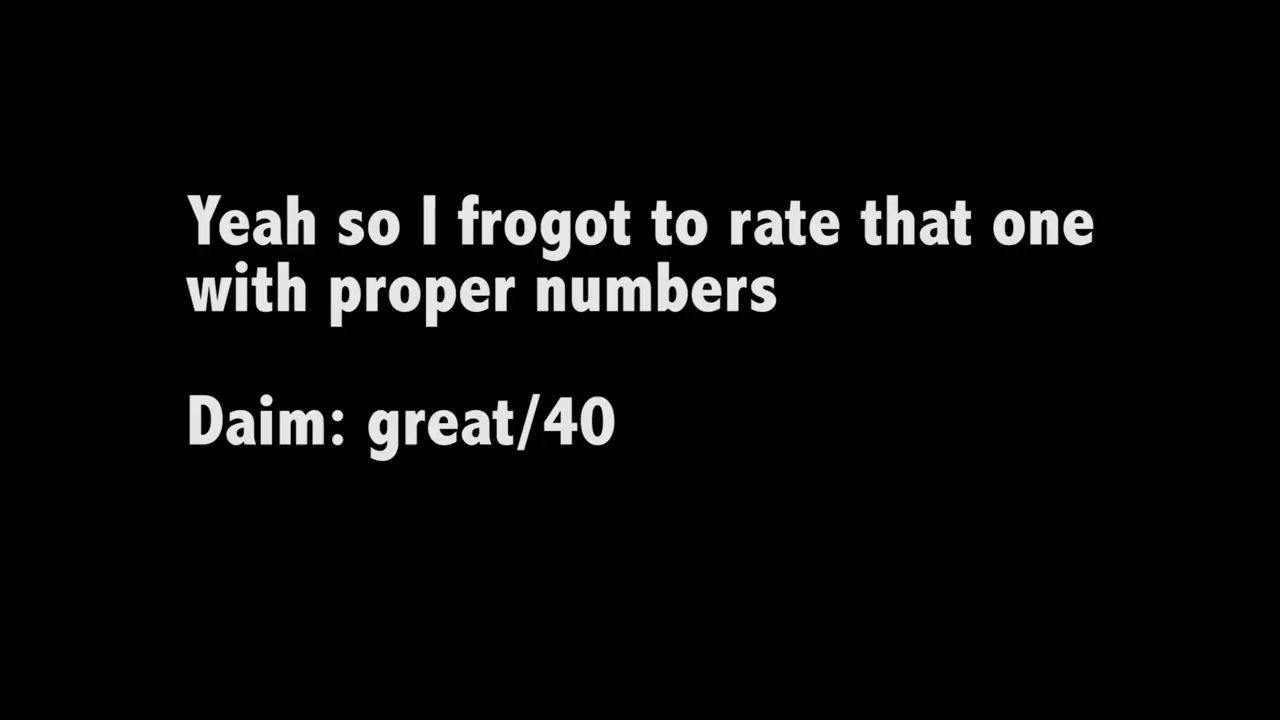 Yeah so I frogot to rate that one
with proper numbers
Daim: great/40